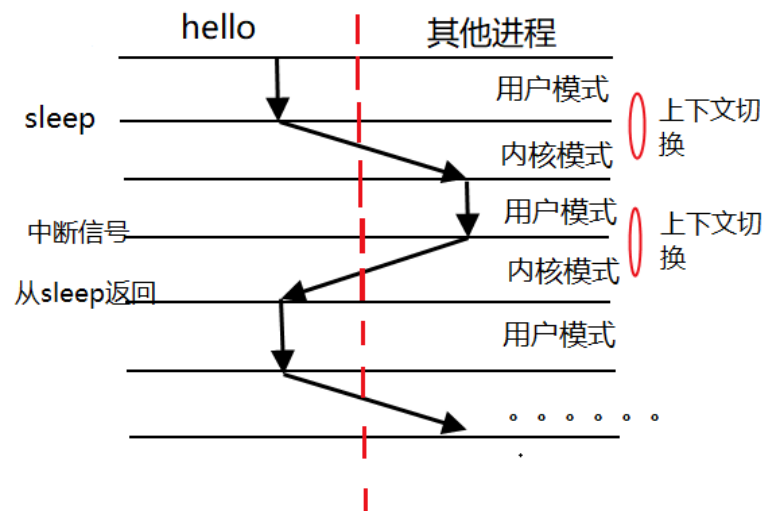 hello
其他进程
用户模式
sleep
上下文切
换
内核模式
用户模式
上下文切
换
中断信号
内核模式
从sleep返回
用户模式
。。。。。。
.